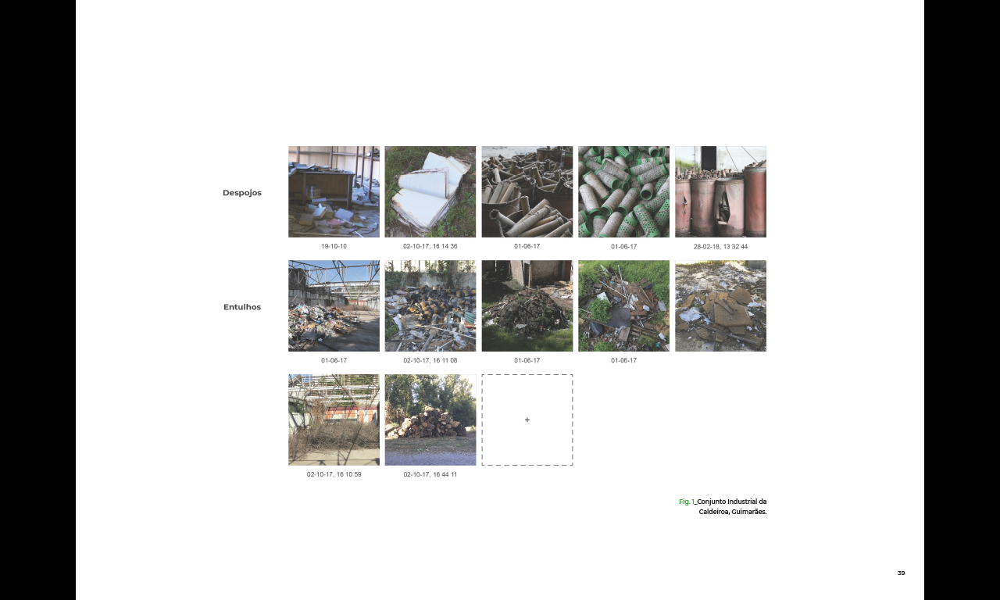 Despojos
19-10-10
02-10-17, 16 14 36
01-06-17
01-06-17
28-02-18, 13 32 44
Entulhos
01-06-17
02-10-17, 16 11 08
01-06-17
01-06-17
+
02-10-17, 16 10 59
02-10-17, 16 44 11
Fig. 1_Conjunto Industrial da
Caldeiroa, Guimarães.
39